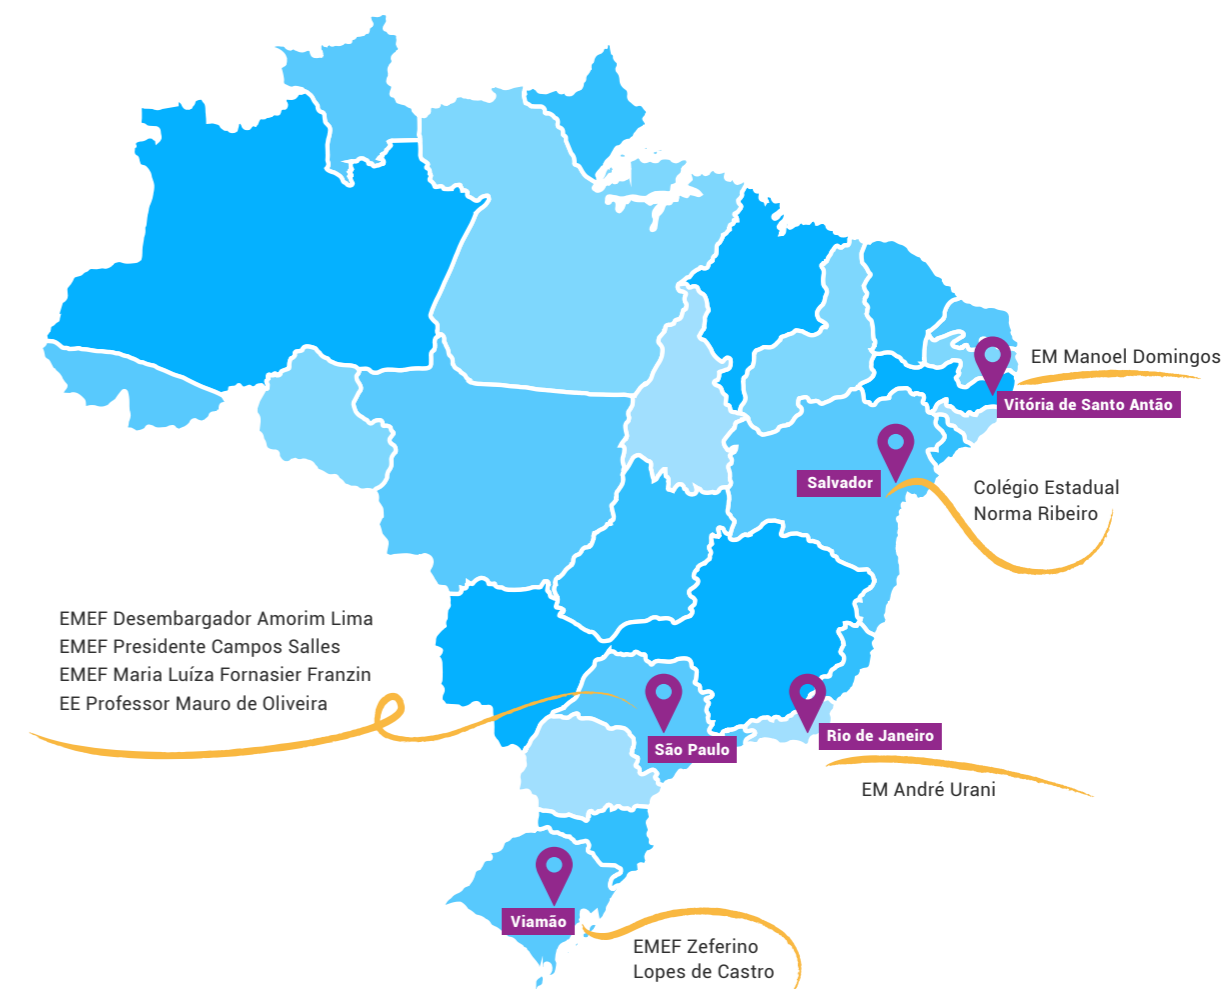 EM Manoel Domingos
Vitória de Santo Antão
Salvador
Colégio Estadual
Norma Ribeiro
EMEF Desembargador Amorim Lima
EMEF Presidente Campos Salles
EMEF Maria Luíza Fornasier Franzin
EE Professor Mauro de Oliveira
São Paulo
Rio de Janeiro
EM André Urani
Viamão
EMEF Zeferino
Lopes de Castro